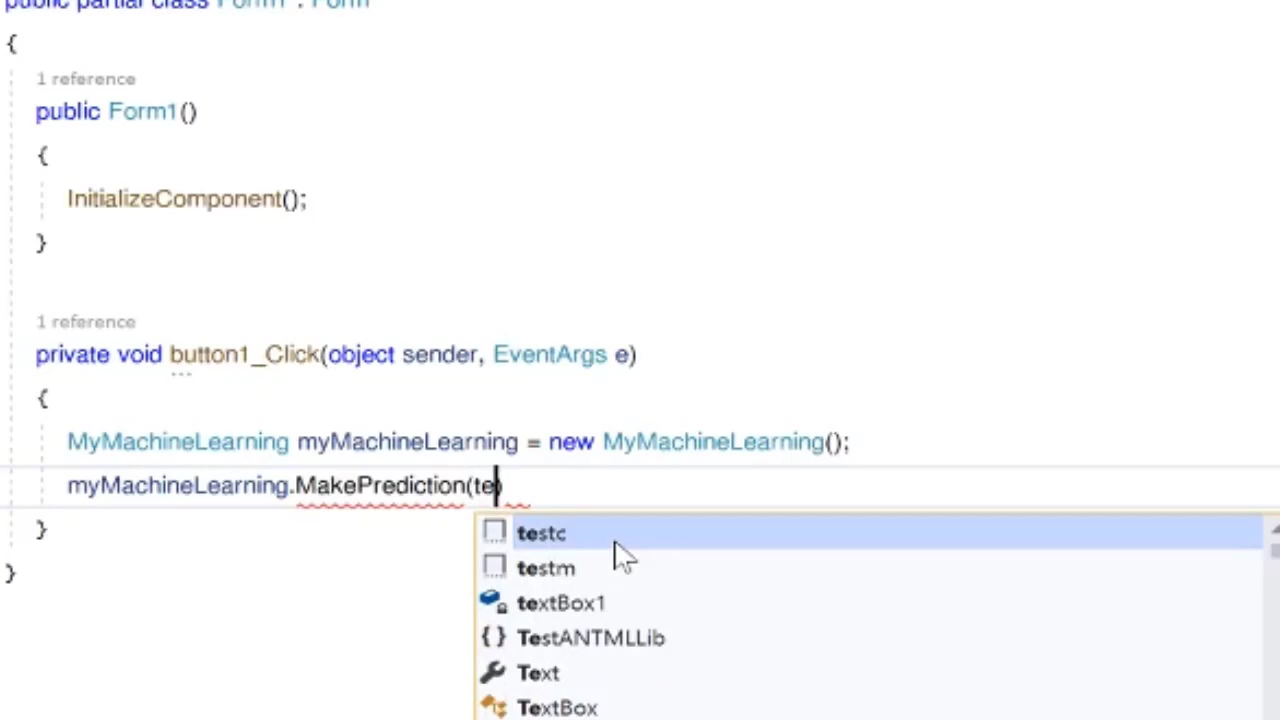 public partial class Form1 : Form
{
1 reference
public Form1()
{
InitializeComponent();
}
1 reference
private void button1_Click(object sender, EventArgs e)
{
MyMachineLearning myMachineLearning = new MyMachineLearning();
myMachineLearning.MakePrediction(te)
}
}
testc
testm
textBox1
{ } TestANTMLLib
Text
TextBox